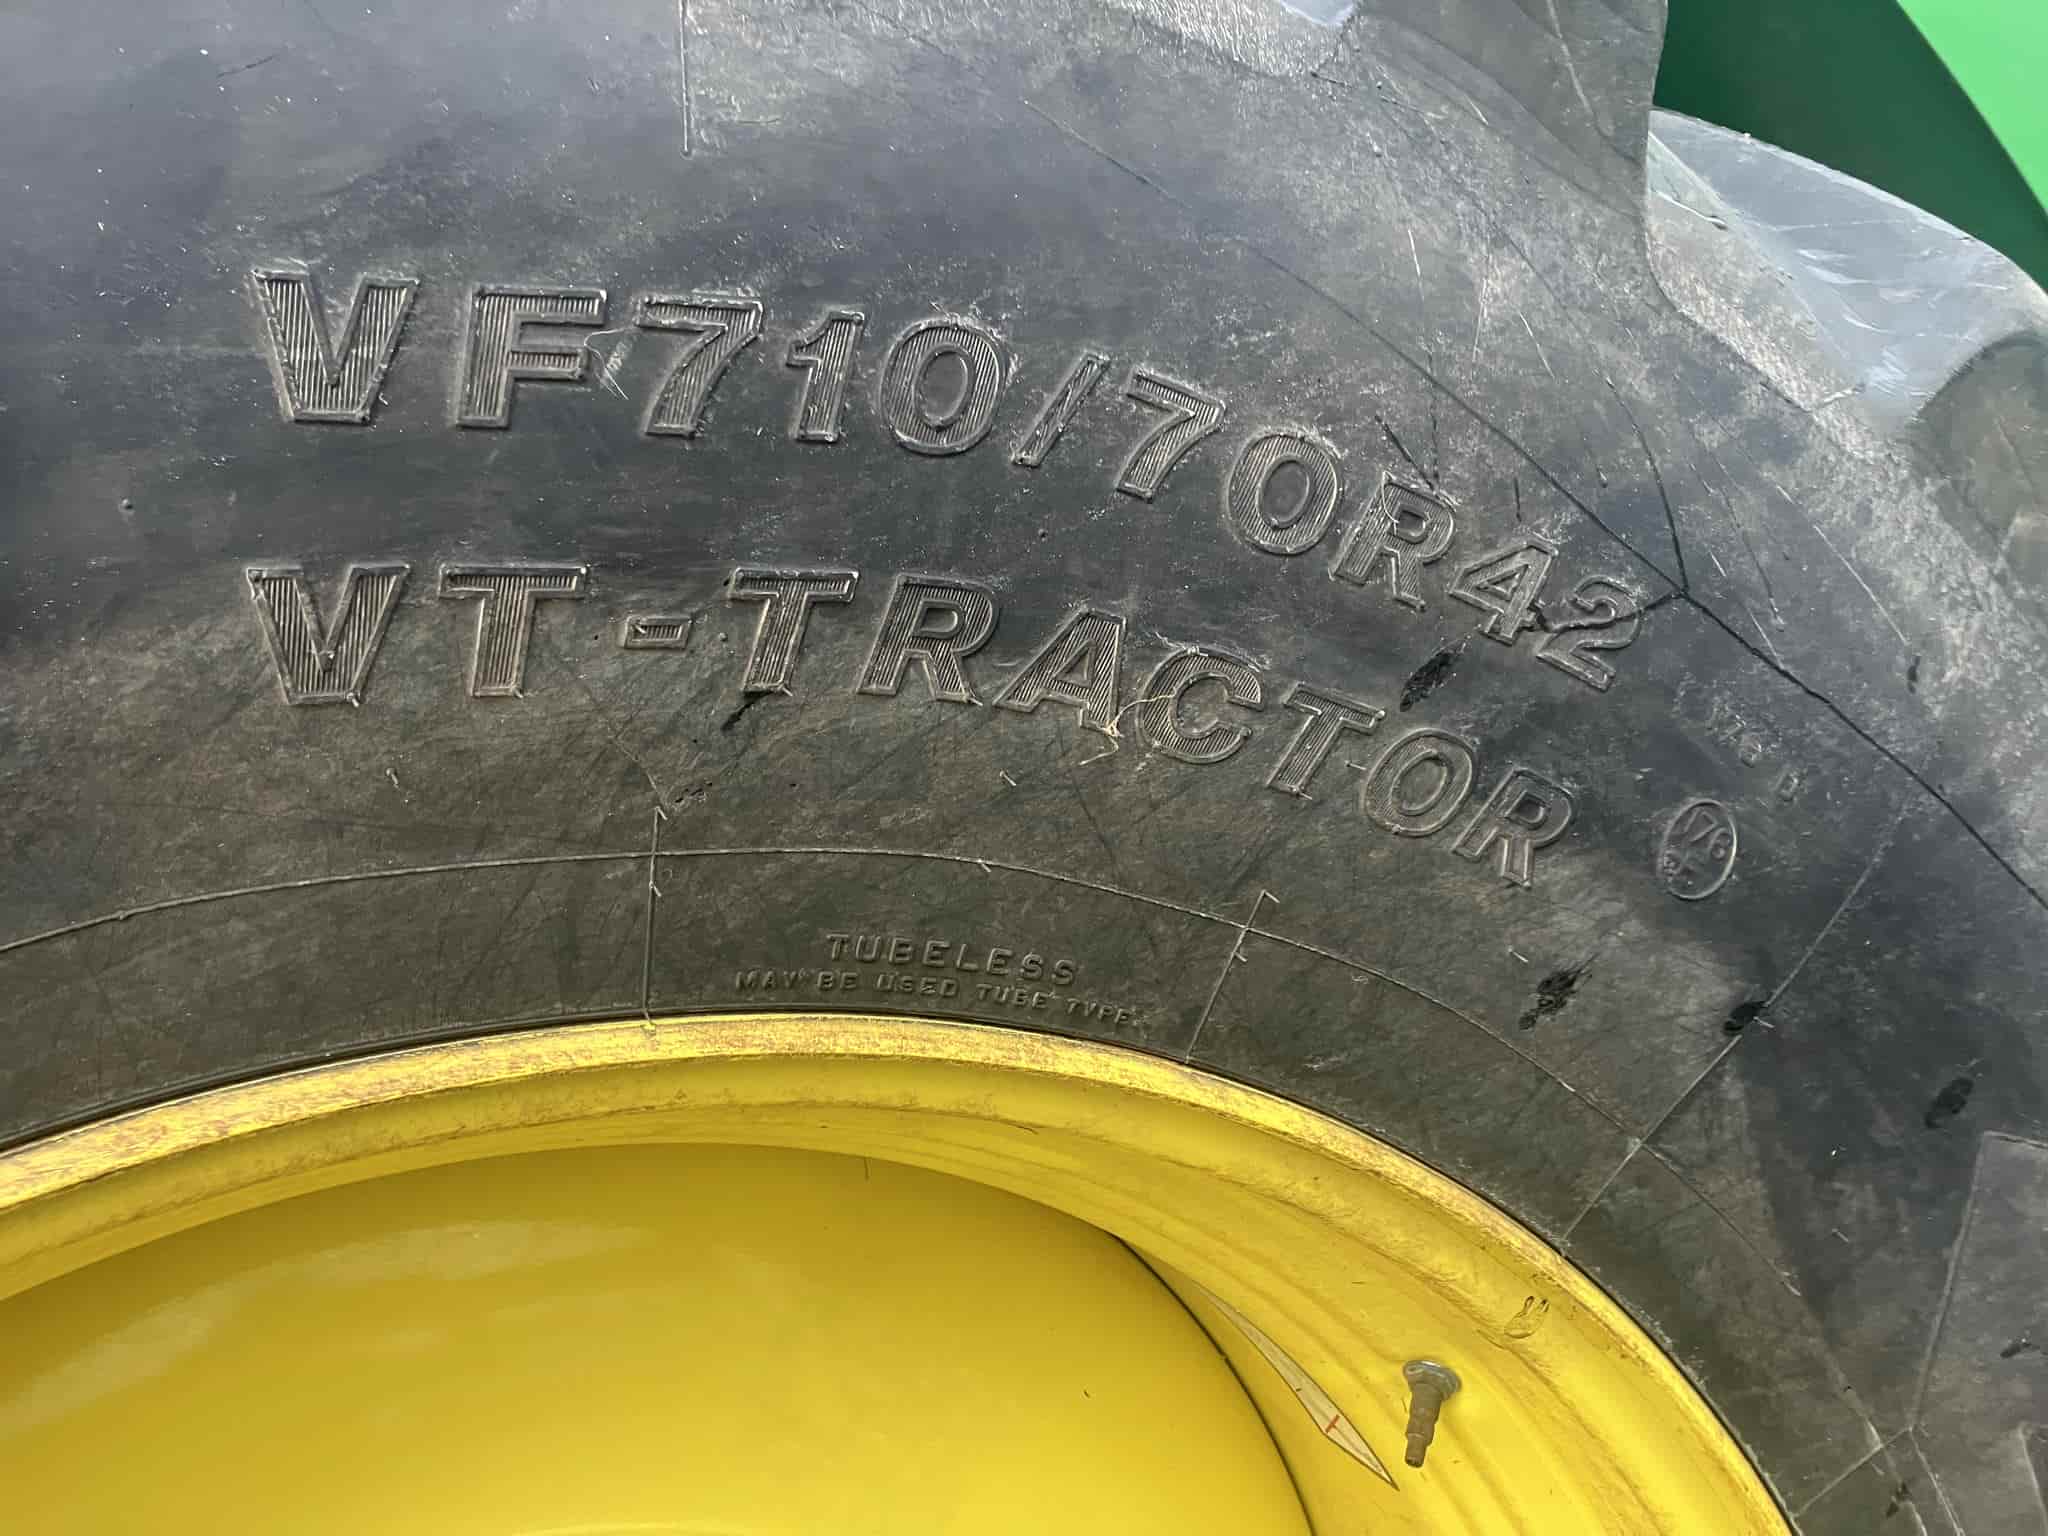 VF710/70R42
VT-TRACTOR
TUBELESS
MAY BE USED TUBE TYPE